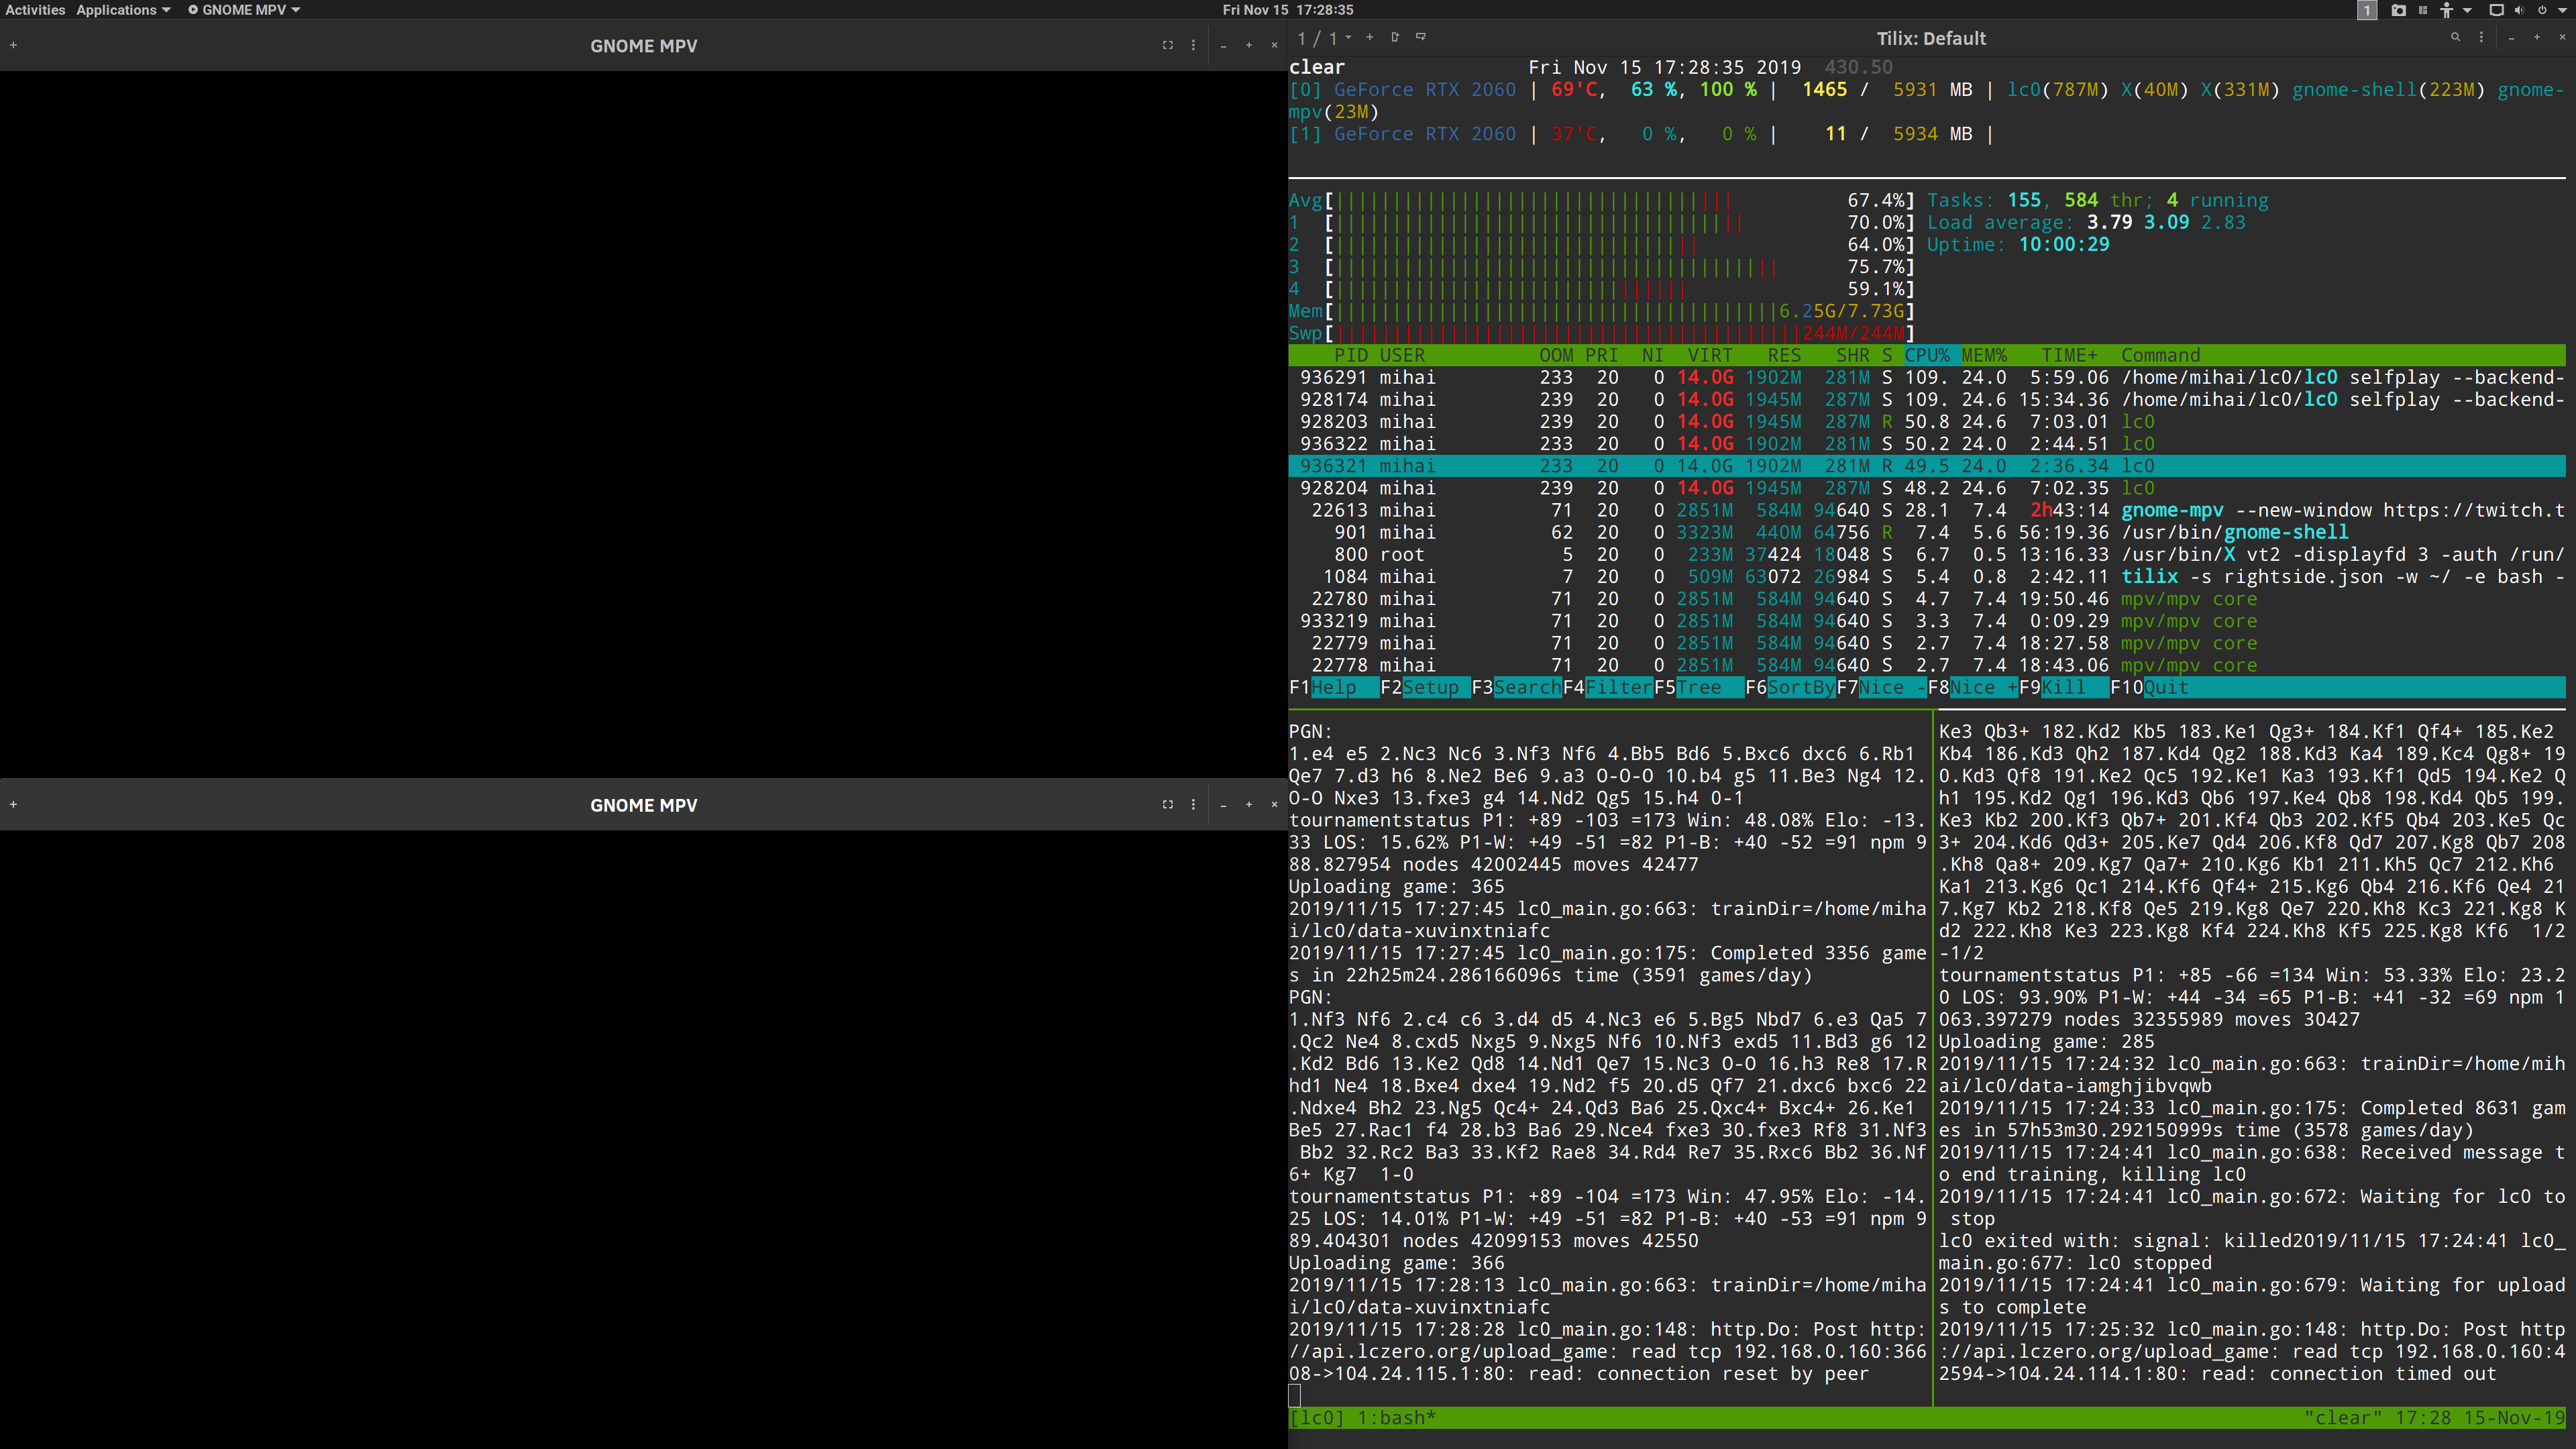 Activities Applications GNOME MPV Fri Nov 15 17:28:35 1
GNOME MPV
GNOME MPV
1 / 1 Tilix: Default
clear Fri Nov 15 17:28:35 2019 430.50
[0] GeForce RTX 2060 | 69'C, 63 %, 100 % | 1465 / 5931 MB | lc0(787M) X(40M) X(331M) gnome-shell(223M) gnome-
mpv(23M)
[1] GeForce RTX 2060 | 37'C, 0 %, 0 % | 11 / 5934 MB |
Avg[ 67.4%] Tasks: 155, 584 thr; 4 running
1 [ 70.0%] Load average: 3.79 3.09 2.83
2 [ 64.0%] Uptime: 10:00:29
3 [ 75.7%]
4 [ 59.1%]
Mem[ 6.25G/7.73G]
Swp[ 244M/244M]
PID USER OOM PRI NI VIRT RES SHR S CPU% MEM% TIME+ Command
936291 mihai 233 20 0 14.0G 1902M 281M S 109. 24.0 5:59.06 /home/mihai/lc0/lc0 selfplay --backend-
928174 mihai 239 20 0 14.0G 1945M 287M S 109. 24.6 15:34.36 /home/mihai/lc0/lc0 selfplay --backend-
928203 mihai 239 20 0 14.0G 1945M 287M R 50.8 24.6 7:03.01 lc0
936322 mihai 233 20 0 14.0G 1902M 281M S 50.2 24.0 2:44.51 lc0
936321 mihai 233 20 0 14.0G 1902M 281M R 49.5 24.0 2:36.34 lc0
928204 mihai 239 20 0 14.0G 1945M 287M S 48.2 24.6 7:02.35 lc0
22613 mihai 71 20 0 2851M 584M 94640 S 28.1 7.4 2h43:14 gnome-mpv --new-window https://twitch.t
901 mihai 62 20 0 3323M 440M 64756 R 7.4 5.6 56:19.36 /usr/bin/gnome-shell
800 root 5 20 0 233M 37424 18048 S 6.7 0.5 13:16.33 /usr/bin/X vt2 -displayfd 3 -auth /run/
1084 mihai 7 20 0 509M 63072 26984 S 5.4 0.8 2:42.11 tilix -s rightside.json -w ~/ -e bash -
22780 mihai 71 20 0 2851M 584M 94640 S 4.7 7.4 19:50.46 mpv/mpv core
933219 mihai 71 20 0 2851M 584M 94640 S 3.3 7.4 0:09.29 mpv/mpv core
22779 mihai 71 20 0 2851M 584M 94640 S 2.7 7.4 18:27.58 mpv/mpv core
22778 mihai 71 20 0 2851M 584M 94640 S 2.7 7.4 18:43.06 mpv/mpv core
F1Help F2Setup F3SearchF4FilterF5Tree F6SortByF7Nice -F8Nice +F9Kill F10Quit
PGN:
1.e4 e5 2.Nc3 Nc6 3.Nf3 Nf6 4.Bb5 Bd6 5.Bxc6 dxc6 6.Rb1
Qe7 7.d3 h6 8.Ne2 Be6 9.a3 O-O-O 10.b4 g5 11.Be3 Ng4 12.
O-O Nxe3 13.fxe3 g4 14.Nd2 Qg5 15.h4 0-1
tournamentstatus P1: +89 -103 =173 Win: 48.08% Elo: -13.
33 LOS: 15.62% P1-W: +49 -51 =82 P1-B: +40 -52 =91 npm 9
88.827954 nodes 42002445 moves 42477
Uploading game: 365
2019/11/15 17:27:45 lc0_main.go:663: trainDir=/home/miha
i/lc0/data-xuvinxtniafc
2019/11/15 17:27:45 lc0_main.go:175: Completed 3356 game
s in 22h25m24.286166096s time (3591 games/day)
PGN:
1.Nf3 Nf6 2.c4 c6 3.d4 d5 4.Nc3 e6 5.Bg5 Nbd7 6.e3 Qa5 7
.Qc2 Ne4 8.cxd5 Nxg5 9.Nxg5 Nf6 10.Nf3 exd5 11.Bd3 g6 12
.Kd2 Bd6 13.Ke2 Qd8 14.Nd1 Qe7 15.Nc3 O-O 16.h3 Re8 17.R
hd1 Ne4 18.Bxe4 dxe4 19.Nd2 f5 20.d5 Qf7 21.dxc6 bxc6 22
.Ndxe4 Bh2 23.Ng5 Qc4+ 24.Qd3 Ba6 25.Qxc4+ Bxc4+ 26.Ke1
Be5 27.Rac1 f4 28.b3 Ba6 29.Nce4 fxe3 30.fxe3 Rf8 31.Nf3
Bb2 32.Rc2 Ba3 33.Kf2 Rae8 34.Rd4 Re7 35.Rxc6 Bb2 36.Nf
6+ Kg7 1-0
tournamentstatus P1: +89 -104 =173 Win: 47.95% Elo: -14.
25 LOS: 14.01% P1-W: +49 -51 =82 P1-B: +40 -53 =91 npm 9
89.404301 nodes 42099153 moves 42550
Uploading game: 366
2019/11/15 17:28:13 lc0_main.go:663: trainDir=/home/miha
i/lc0/data-xuvinxtniafc
2019/11/15 17:28:28 lc0_main.go:148: http.Do: Post http:
//api.lczero.org/upload_game: read tcp 192.168.0.160:366
08->104.24.115.1:80: read: connection reset by peer
Ke3 Qb3+ 182.Kd2 Kb5 183.Ke1 Qg3+ 184.Kf1 Qf4+ 185.Ke2
Kb4 186.Kd3 Qh2 187.Kd4 Qg2 188.Kd3 Ka4 189.Kc4 Qg8+ 19
0.Kd3 Qf8 191.Ke2 Qc5 192.Ke1 Ka3 193.Kf1 Qd5 194.Ke2 Q
h1 195.Kd2 Qg1 196.Kd3 Qb6 197.Ke4 Qb8 198.Kd4 Qb5 199.
Ke3 Kb2 200.Kf3 Qb7+ 201.Kf4 Qb3 202.Kf5 Qb4 203.Ke5 Qc
3+ 204.Kd6 Qd3+ 205.Ke7 Qd4 206.Kf8 Qd7 207.Kg8 Qb7 208
.Kh8 Qa8+ 209.Kg7 Qa7+ 210.Kg6 Kb1 211.Kh5 Qc7 212.Kh6
Ka1 213.Kg6 Qc1 214.Kf6 Qf4+ 215.Kg6 Qb4 216.Kf6 Qe4 21
7.Kg7 Kb2 218.Kf8 Qe5 219.Kg8 Qe7 220.Kh8 Kc3 221.Kg8 K
d2 222.Kh8 Ke3 223.Kg8 Kf4 224.Kh8 Kf5 225.Kg8 Kf6 1/2
-1/2
tournamentstatus P1: +85 -66 =134 Win: 53.33% Elo: 23.2
0 LOS: 93.90% P1-W: +44 -34 =65 P1-B: +41 -32 =69 npm 1
063.397279 nodes 32355989 moves 30427
Uploading game: 285
2019/11/15 17:24:32 lc0_main.go:663: trainDir=/home/mih
ai/lc0/data-iamghjibvqwb
2019/11/15 17:24:33 lc0_main.go:175: Completed 8631 gam
es in 57h53m30.292150999s time (3578 games/day)
2019/11/15 17:24:41 lc0_main.go:638: Received message t
o end training, killing lc0
2019/11/15 17:24:41 lc0_main.go:672: Waiting for lc0 to
stop
lc0 exited with: signal: killed2019/11/15 17:24:41 lc0_
main.go:677: lc0 stopped
2019/11/15 17:24:41 lc0_main.go:679: Waiting for upload
s to complete
2019/11/15 17:25:32 lc0_main.go:148: http.Do: Post http
://api.lczero.org/upload_game: read tcp 192.168.0.160:4
2594->104.24.114.1:80: read: connection timed out
[lc0] 1:bash* "clear" 17:28 15-Nov-19